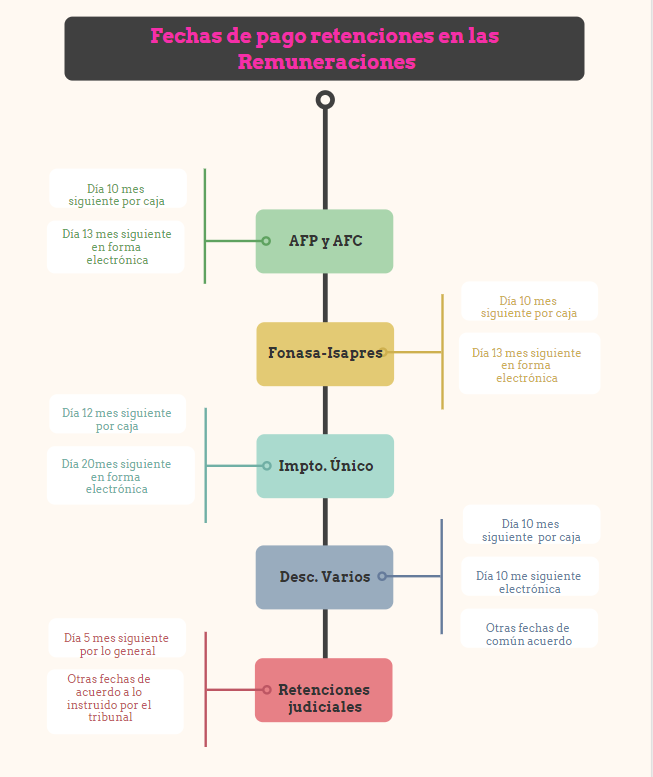 Fechas de pago retenciones en las
Remuneraciones
Día 10 mes
siguiente por caja
Día 13 mes siguiente
en forma
electrónica
AFP y AFC
Fonasa-Isapres
Día 10 mes
siguiente por caja
Día 13 mes siguiente
en forma
electrónica
Día 12 mes siguiente
por caja
Día 20mes siguiente
en forma
electrónica
Impto. Único
Desc. Varios
Día 10 mes
siguiente por caja
Día 10 me siguiente
electrónica
Otras fechas de
común acuerdo
Día 5 mes siguiente
por lo general
Otras fechas de
acuerdo a lo
instruido por el
tribunal
Retenciones
judiciales